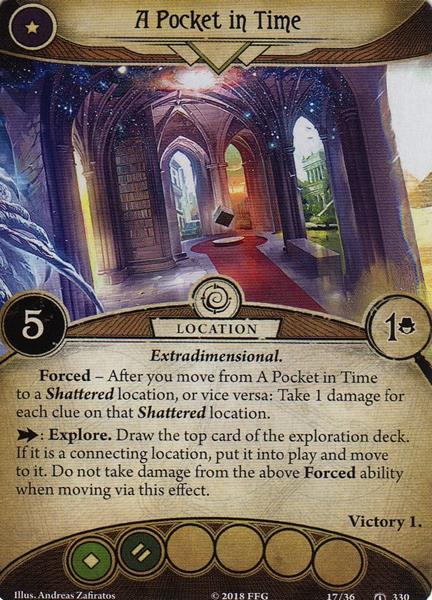 A Pocket in Time
5
1
LOCATION
Extradimensional.
Forced – After you move from A Pocket in Time
to a Shattered location, or vice versa: Take 1 damage for
each clue on that Shattered location.
: Explore. Draw the top card of the exploration deck.
If it is a connecting location, put it into play and move
to it. Do not take damage from the above Forced ability
when moving via this effect.
Victory 1.
Illus. Andreas Zafiratos
© 2018 FFG
17/36
330